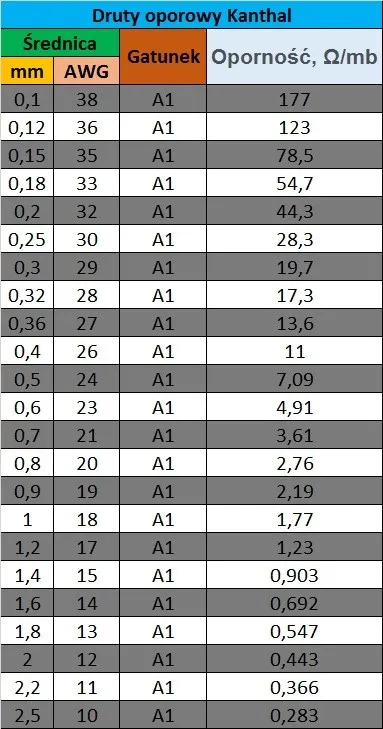 Druty oporowy Kanthal
Średnica Gatunek Oporność, Ω/mb
mm AWG
0,1 38 A1 177
0,12 36 A1 123
0,15 35 A1 78,5
0,18 33 A1 54,7
0,2 32 A1 44,3
0,25 30 A1 28,3
0,3 29 A1 19,7
0,32 28 A1 17,3
0,36 27 A1 13,6
0,4 26 A1 11
0,5 24 A1 7,09
0,6 23 A1 4,91
0,7 21 A1 3,61
0,8 20 A1 2,76
0,9 19 A1 2,19
1 18 A1 1,77
1,2 17 A1 1,23
1,4 15 A1 0,903
1,6 14 A1 0,692
1,8 13 A1 0,547
2 12 A1 0,443
2,2 11 A1 0,366
2,5 10 A1 0,283